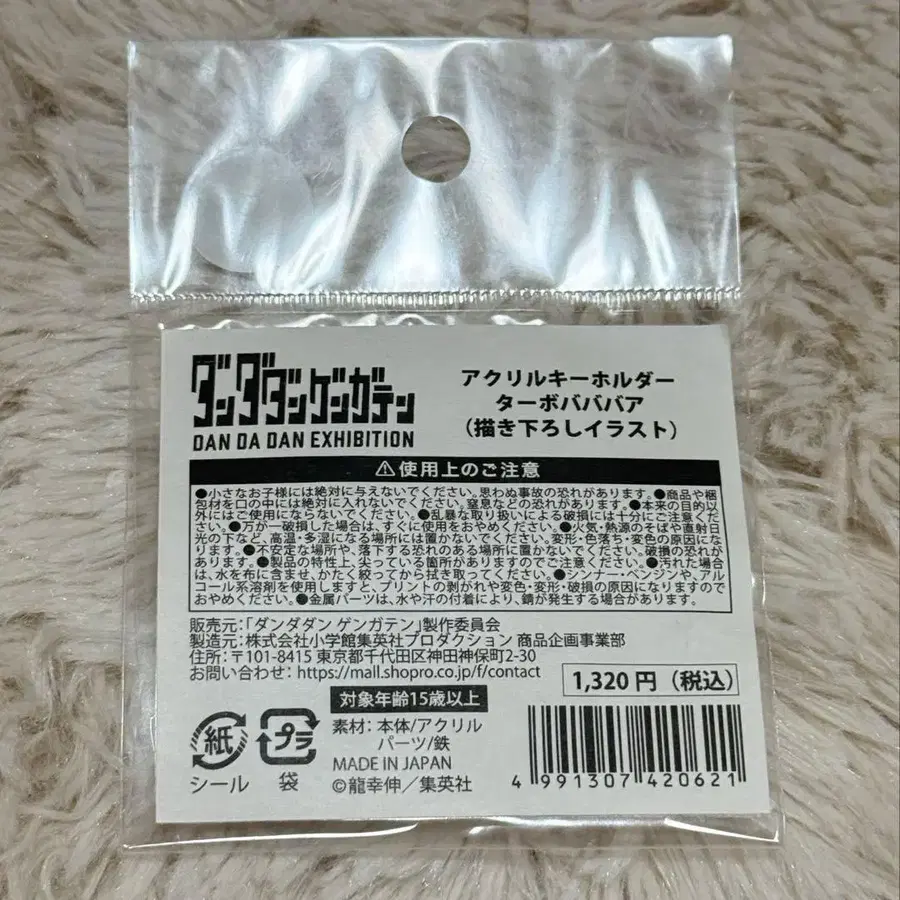 ダンダダンゲンガテン
DAN DA DAN EXHIBITION
アクリルキーホルダー
ターボババババア
（描き下ろしイラスト）
⚠使用上のご注意
●小さなお子様には絶対に与えないでください。思わぬ事故の恐れがあります。●商品や梱
包材を口の中には絶対に入れないでください。窒息などの恐れがあります。●本来の目的以
外にはご使用にならないでください。●乱暴な取り扱いによる破損には十分にご注意くださ
い。●万が一破損した場合は、すぐに使用をおやめください。●火気・熱源のそばや直射日
光の下など、高温・多湿になる場所には置かないでください。変形・色落ち・変色の原因にな
ります。●不安定な場所や、落下する恐れのある場所に置かないでください。破損の恐れが
あります。●製品の特性上、尖っている箇所がありますのでご注意ください。●汚れた場合
は、水を布に含ませ、かたく絞ってから拭き取ってください。●シンナー・ベンジンや、アル
コール系溶剤を使用しますと、プリントの剥がれや変色・変形・破損の原因になりますので
おやめください。●金属パーツは、水や汗の付着により、錆が発生する場合があります。
販売元：「ダンダダン ゲンガテン」製作委員会
製造元：株式会社小学館集英社プロダクション 商品企画事業部
住所：〒101-8415 東京都千代田区神田神保町2-30
お問い合わせ：https://mall.shopro.co.jp/f/contact
1,320円（税込）
対象年齢15歳以上
紙
シール
プラ
袋
素材：本体/アクリル
パーツ/鉄
MADE IN JAPAN
©龍幸伸／集英社
4 991307 420621